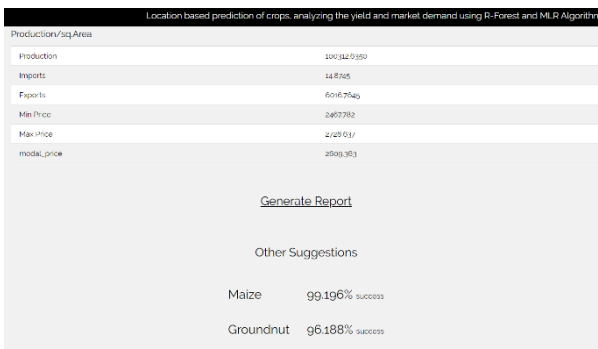 Location based prediction of crops, analyzing the yield and market demand using R-Forest and MLR Algorithm
Production/sq.Area
Production 100312.6350
Imports 14.8745
Exports 6016.7645
Min Price 2467.782
Max Price 2728.637
modal_price 2609.363
Generate Report
Other Suggestions
Maize 99.196% success
Groundnut 96.188% success